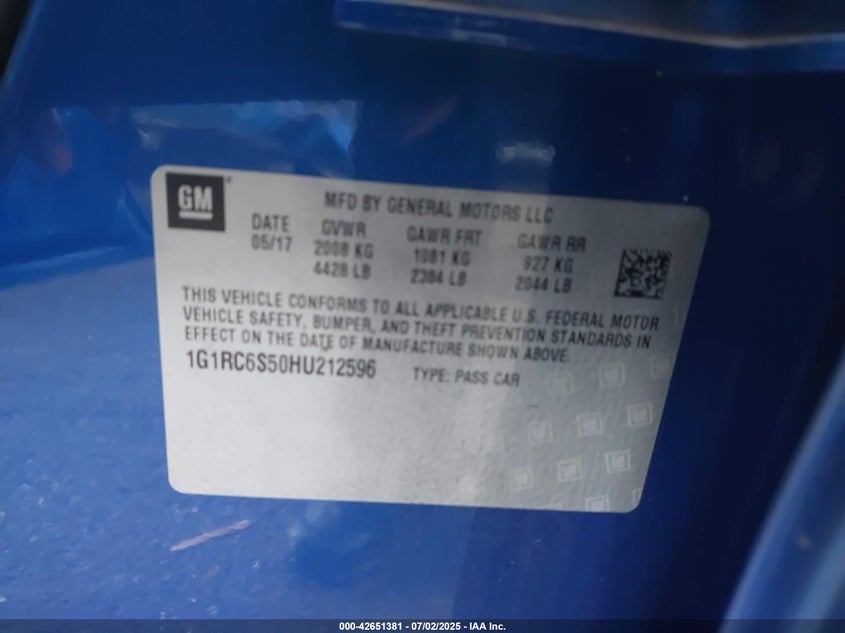 GM
MFD BY GENERAL MOTORS LLC
DATE GVWR GAWR FRT GAWR RR
05/17 2008 KG 1081 KG 927 KG
4428 LB 2384 LB 2044 LB
THIS VEHICLE CONFORMS TO ALL APPLICABLE U.S. FEDERAL MOTOR
VEHICLE SAFETY, BUMPER, AND THEFT PREVENTION STANDARDS IN
EFFECT ON THE DATE OF MANUFACTURE SHOWN ABOVE.
1G1RC6S50HU212596 TYPE: PASS CAR
000-42651381 - 07/02/2025 - IAA Inc.